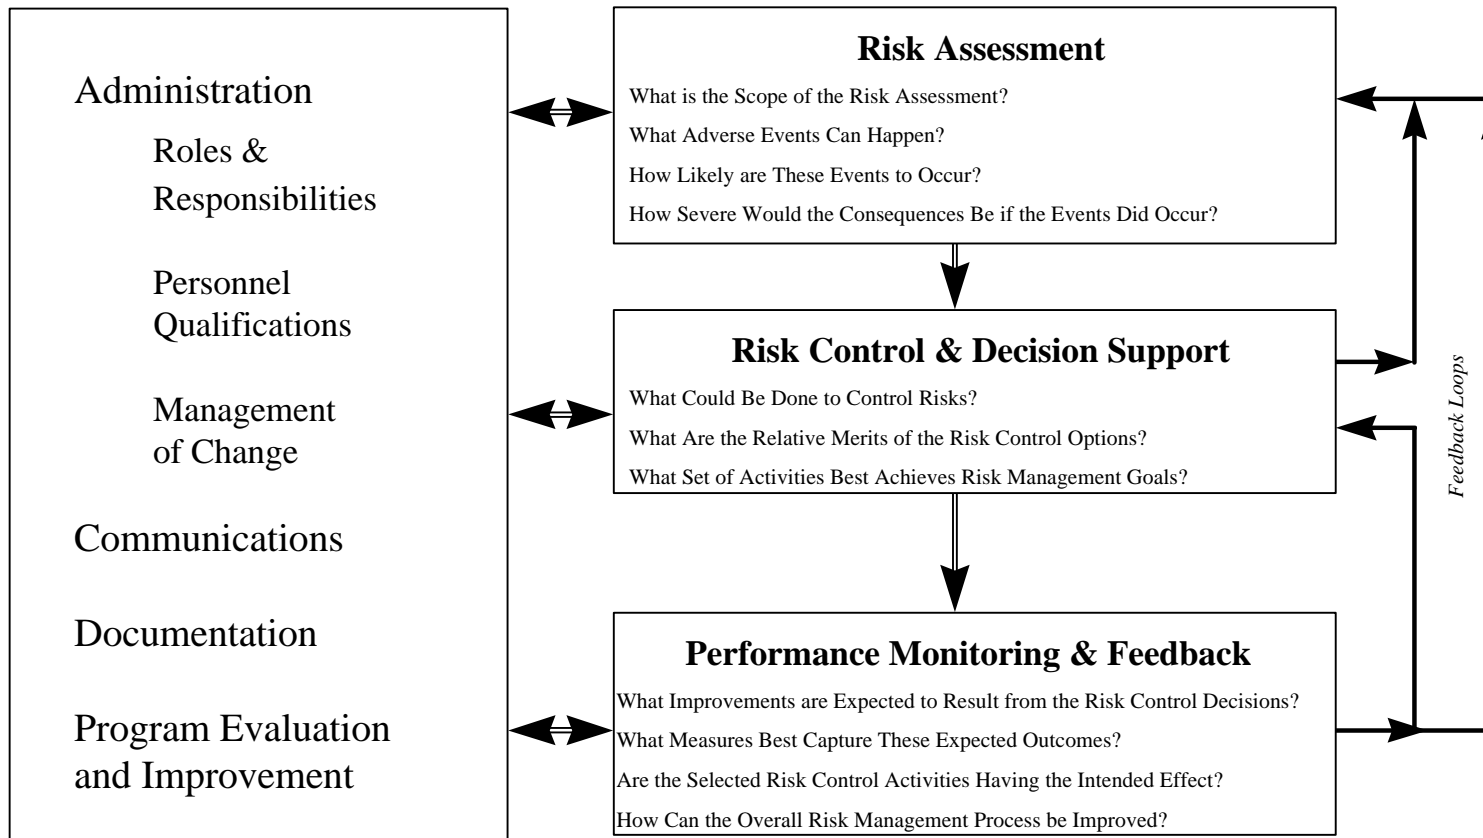 Administration
Roles &
Responsibilities
Personnel
Qualifications
Management
of Change
Communications
Documentation
Program Evaluation
and Improvement
Risk Assessment
What is the Scope of the Risk Assessment?
What Adverse Events Can Happen?
How Likely are These Events to Occur?
How Severe Would the Consequences Be if the Events Did Occur?
Risk Control & Decision Support
What Could Be Done to Control Risks?
What Are the Relative Merits of the Risk Control Options?
What Set of Activities Best Achieves Risk Management Goals?
Performance Monitoring & Feedback
What Improvements are Expected to Result from the Risk Control Decisions?
What Measures Best Capture These Expected Outcomes?
Are the Selected Risk Control Activities Having the Intended Effect?
How Can the Overall Risk Management Process be Improved?
Feedback Loops